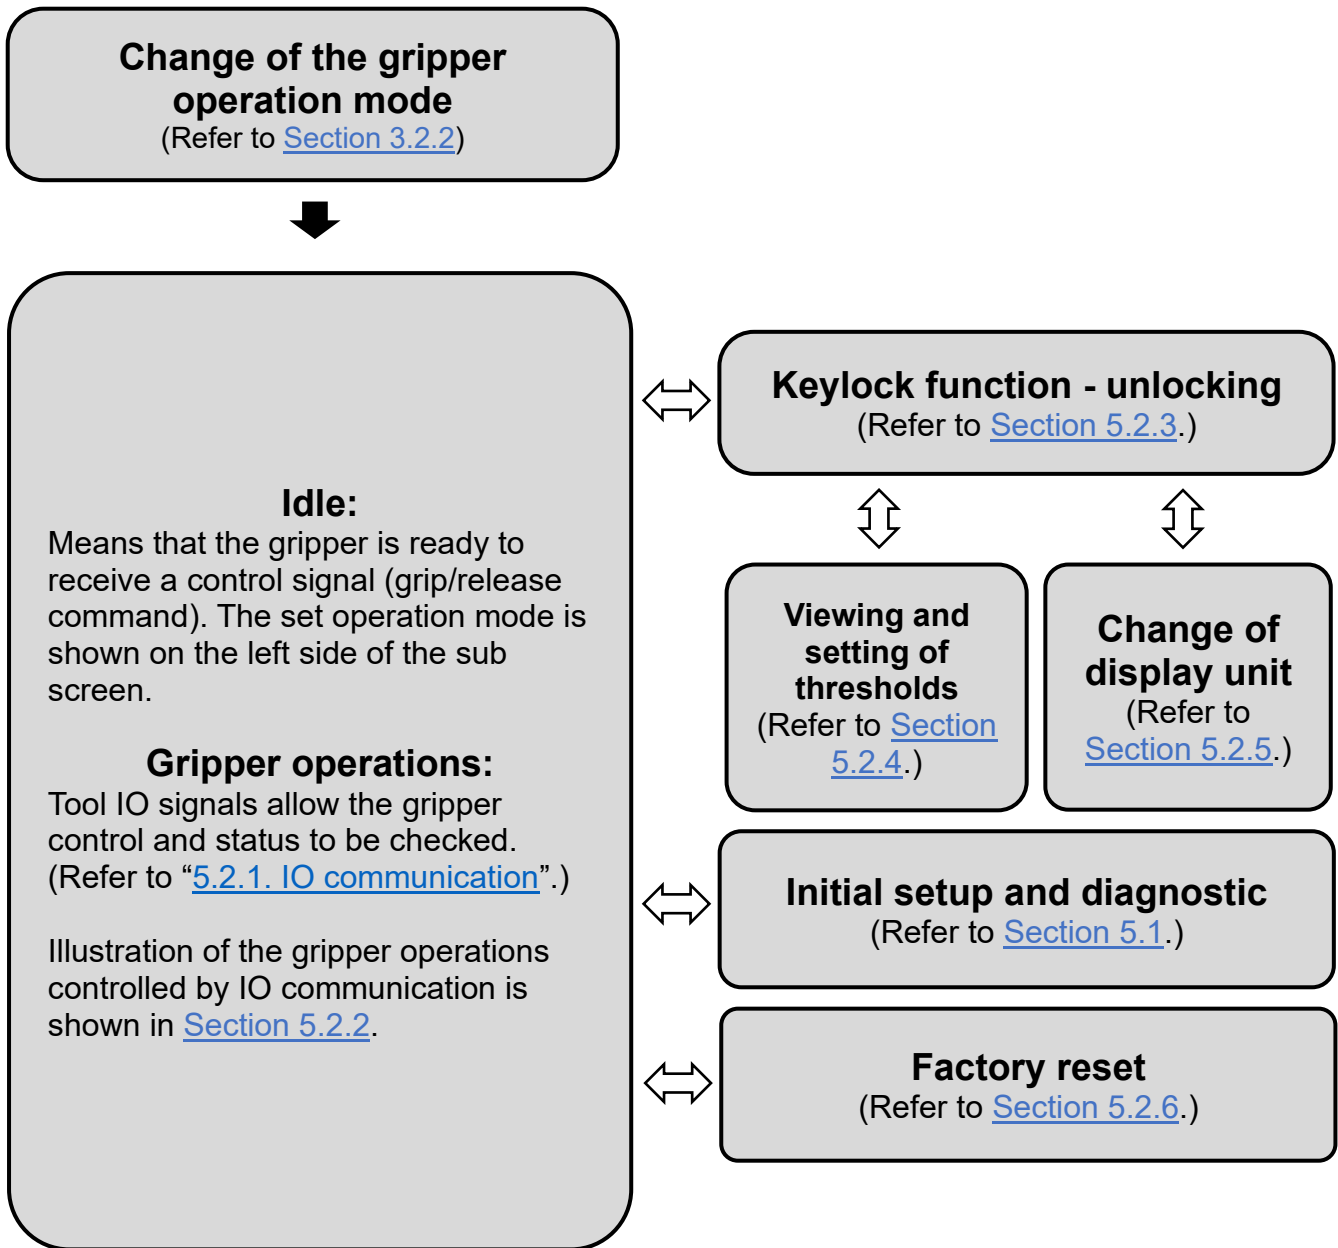 Change of the gripper
operation mode
(Refer to Section 3.2.2)
Idle:
Means that the gripper is ready to
receive a control signal (grip/release
command). The set operation mode is
shown on the left side of the sub
screen.
Gripper operations:
Tool IO signals allow the gripper
control and status to be checked.
(Refer to “5.2.1. IO communication”.)
Illustration of the gripper operations
controlled by IO communication is
shown in Section 5.2.2.
Keylock function - unlocking
(Refer to Section 5.2.3.)
Viewing and
setting of
thresholds
(Refer to Section
5.2.4.)
Change of
display unit
(Refer to
Section 5.2.5.)
Initial setup and diagnostic
(Refer to Section 5.1.)
Factory reset
(Refer to Section 5.2.6.)